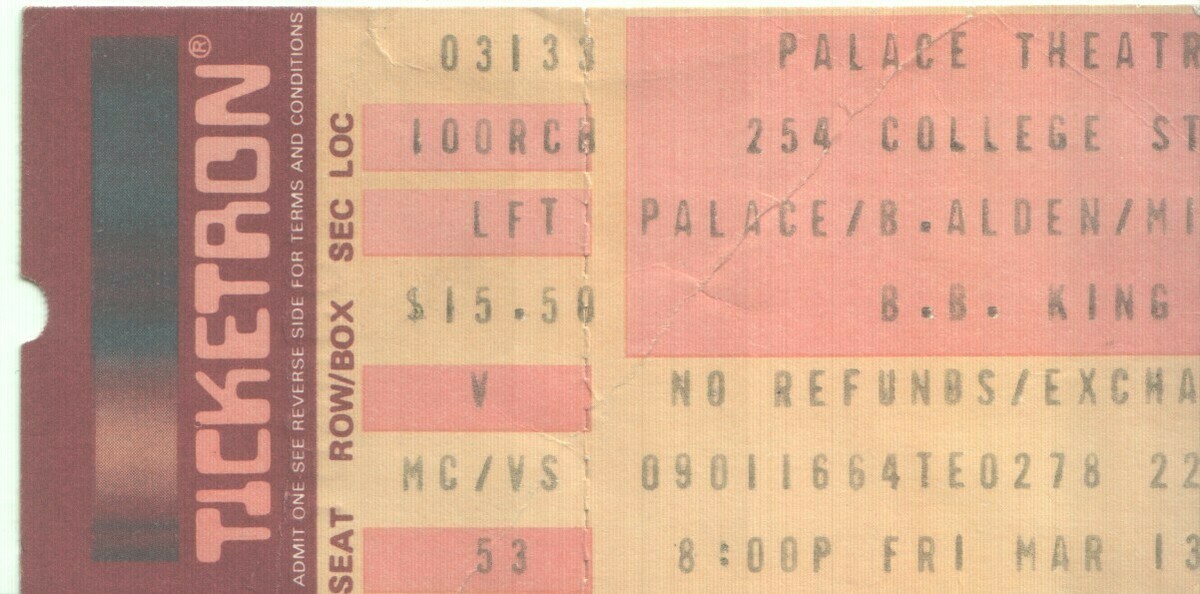 TICKETRON®
ADMIT ONE-SEE REVERSE SIDE FOR TERMS AND CONDITIONS
LOC
SEC
ROW/BOX
SEAT
03133
100RCH
LFT
$15.50
V
MC/VS
53
PALACE THEATR
254 COLLEGE ST
PALACE/B.ALDEN/
B.B. KING
NO REFUNDS/EXCHA
09011664TE0278 22
8:00P FRI MAR 13